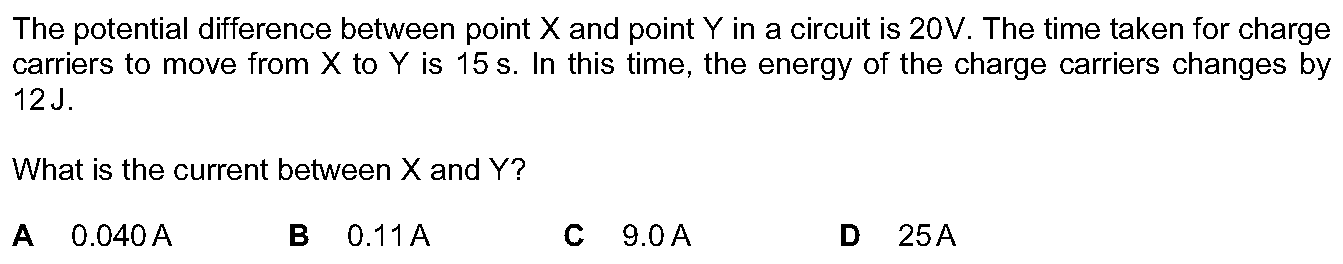 The potential difference between point X and point Y in a circuit is 20 V. The time taken for charge
carriers to move from X to Y is 15 s. In this time, the energy of the charge carriers changes by
12 J.
What is the current between X and Y?
A 0.040 A B 0.11 A C 9.0 A D 25 A